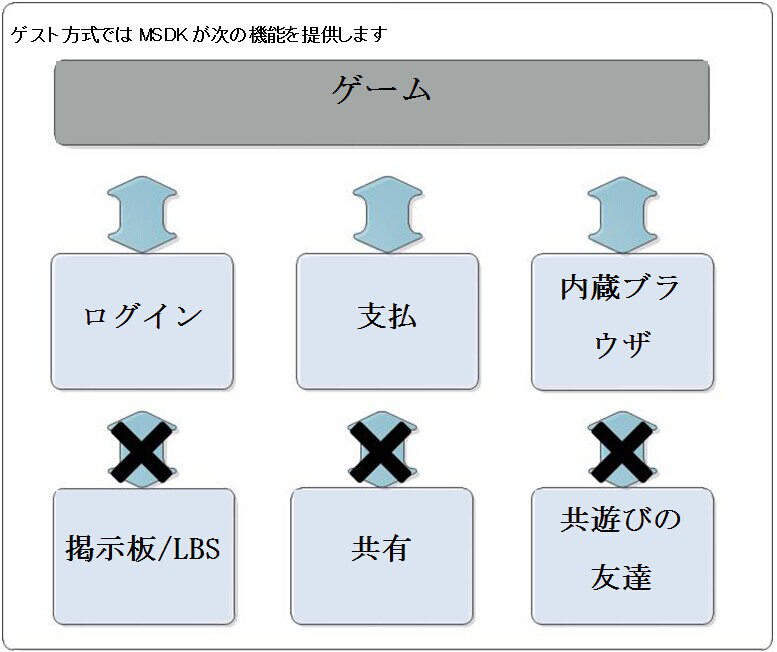 ゲスト方式では MSDK が次の機能を提供します
ゲーム
ログイン
支払
内蔵ブラ
ウザ
掲示板/LBS
共有
共遊びの
友達